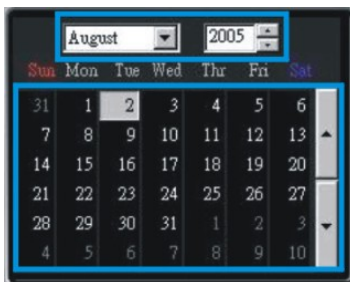 August 2005
Sun Mon Tue Wed Thr Fri Sat
31 1 2 3 4 5 6
7 8 9 10 11 12 13
14 15 16 17 18 19 20
21 22 23 24 25 26 27
28 29 30 31 1 2 3
4 5 6 7 8 9 10